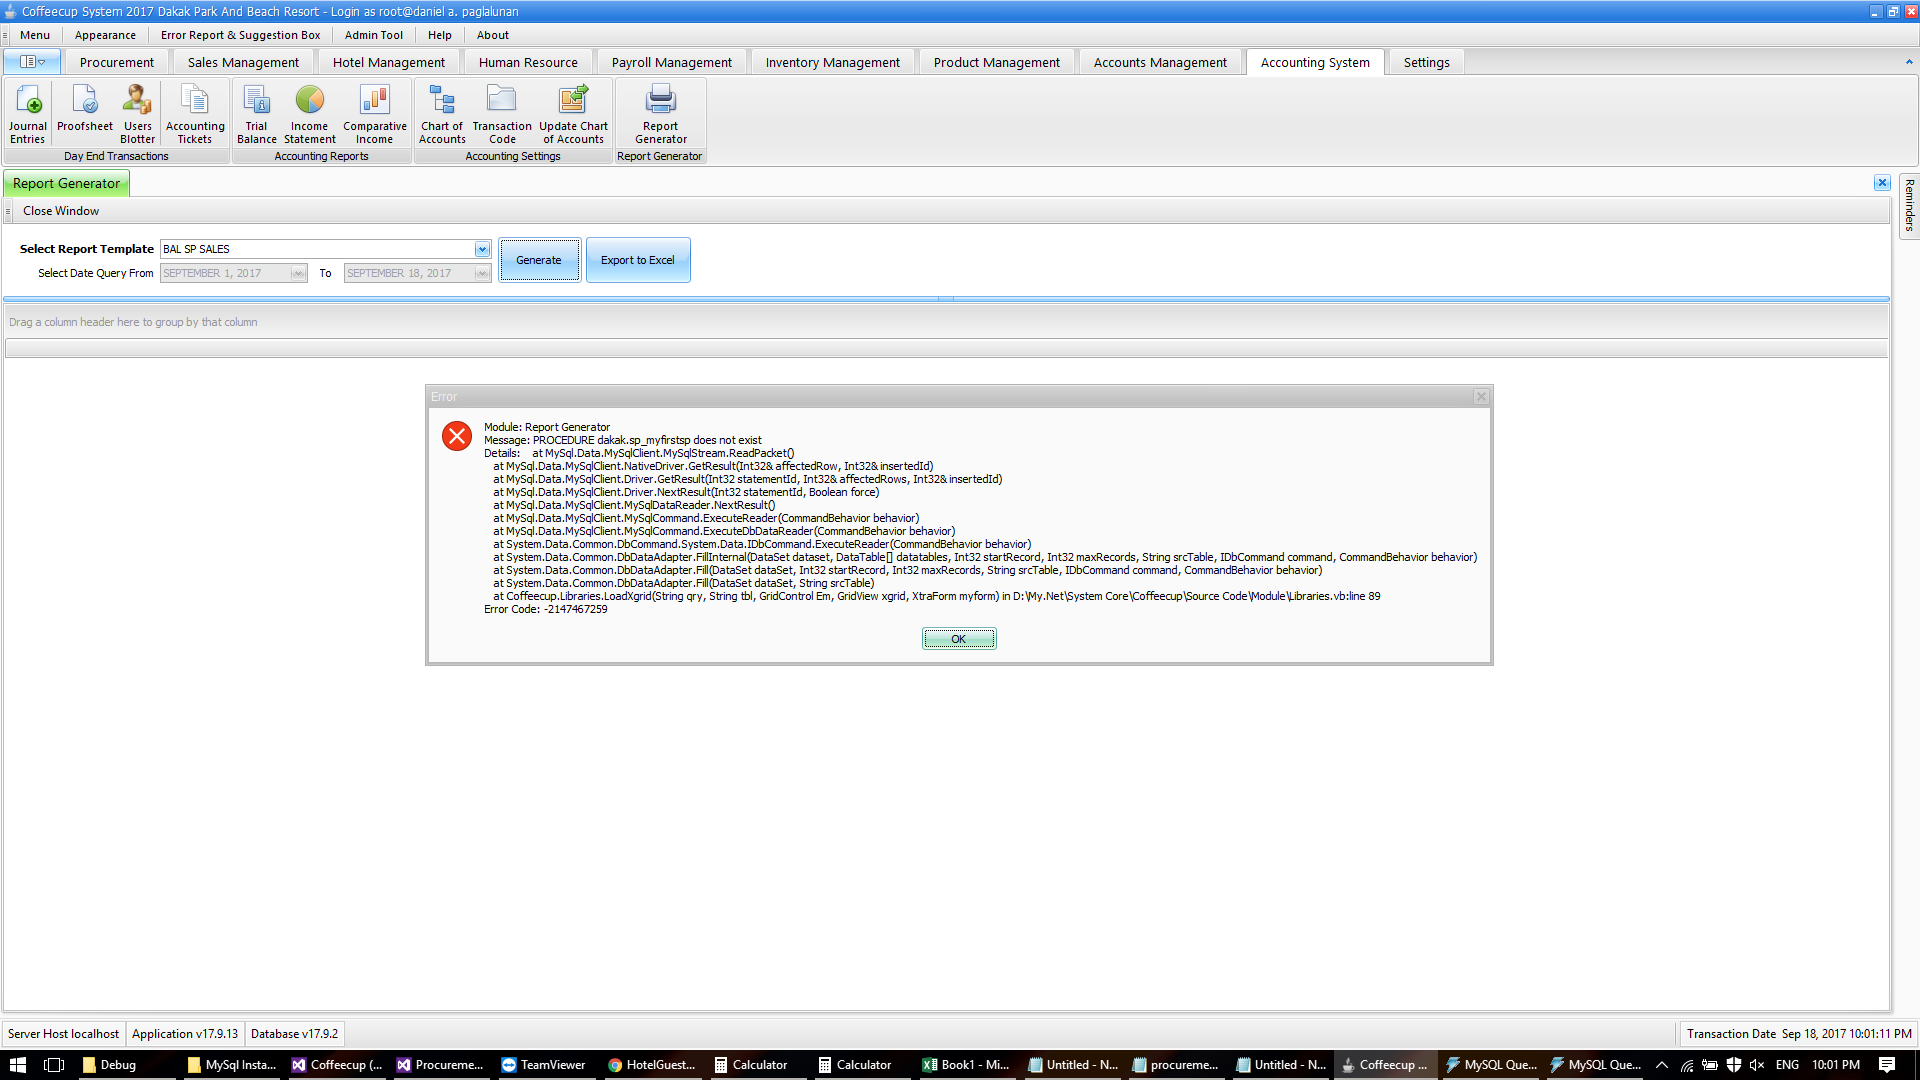 Coffeecup System 2017 Dakak Park And Beach Resort - Login as root@daniel a. paglalunan
Menu Appearance Error Report & Suggestion Box Admin Tool Help About
Procurement Sales Management Hotel Management Human Resource Payroll Management Inventory Management Product Management Accounts Management Accounting System Settings
Journal Entries Proofsheet Users Blotter Accounting Tickets Trial Balance Income Statement Comparative Income Chart of Accounts Transaction Code Update Chart of Accounts Report Generator
Day End Transactions Accounting Reports Accounting Settings Report Generator
Report Generator
Reminders
Close Window
Select Report Template BAL SP SALES
Generate Export to Excel
Select Date Query From SEPTEMBER 1, 2017 To SEPTEMBER 18, 2017
Drag a column header here to group by that column
Error
Module: Report Generator
Message: PROCEDURE dakak.sp_myfirstsp does not exist
Details: at MySql.Data.MySqlClient.MySqlStream.ReadPacket()
at MySql.Data.MySqlClient.NativeDriver.GetResult(Int32& affectedRow, Int32& insertedId)
at MySql.Data.MySqlClient.Driver.GetResult(Int32 statementId, Int32& affectedRows, Int32& insertedId)
at MySql.Data.MySqlClient.Driver.NextResult(Int32 statementId, Boolean force)
at MySql.Data.MySqlClient.MySqlDataReader.NextResult()
at MySql.Data.MySqlClient.MySqlCommand.ExecuteReader(CommandBehavior behavior)
at MySql.Data.MySqlClient.MySqlCommand.ExecuteDbDataReader(CommandBehavior behavior)
at System.Data.Common.DbCommand.System.Data.IDbCommand.ExecuteReader(CommandBehavior behavior)
at System.Data.Common.DbDataAdapter.FillInternal(DataSet dataset, DataTable[] datatables, Int32 startRecord, Int32 maxRecords, String srcTable, IDbCommand command, CommandBehavior behavior)
at System.Data.Common.DbDataAdapter.Fill(DataSet dataSet, Int32 startRecord, Int32 maxRecords, String srcTable, IDbCommand command, CommandBehavior behavior)
at System.Data.Common.DbDataAdapter.Fill(DataSet dataSet, String srcTable)
at Coffeecup.Libraries.LoadXgrid(String qry, String tbl, GridControl Em, GridView xgrid, XtraForm myform) in D:\My.Net\System Core\Coffeecup\Source Code\Module\Libraries.vb:line 89
Error Code: -2147467259
OK
Server Host localhost Application v17.9.13 Database v17.9.2 Transaction Date Sep 18, 2017 10:01:11 PM
Debug MySql Insta... Coffeecup (... Procureme... TeamViewer HotelGuest... Calculator Calculator Book1 - Mi... Untitled - N... procureme... Untitled - N... Coffeecup ... MySQL Que... MySQL Que... ENG 10:01 PM